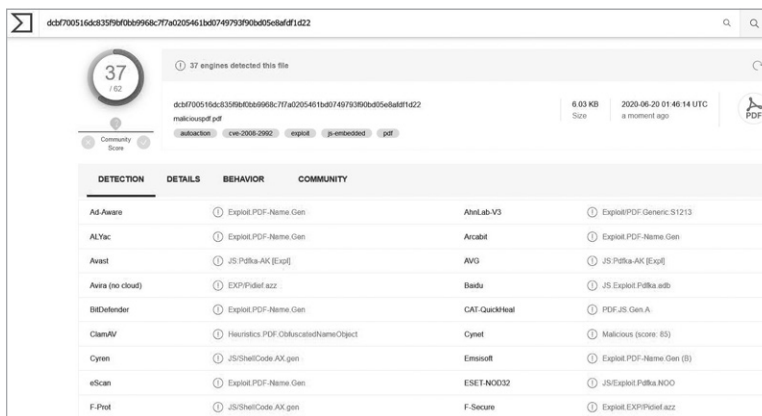 dcbf700516dc835f9bf0bb9968c7f7a0205461bd0749793f90bd05e8afdf1d22
37
/ 62
Community
Score
37 engines detected this file
dcbf700516dc835f9bf0bb9968c7f7a0205461bd0749793f90bd05e8afdf1d22
maliciouspdf.pdf
autoaction cve-2008-2992 exploit js-embedded pdf
6.03 KB
Size
2020-06-20 01:46:14 UTC
a moment ago
PDF
DETECTION DETAILS BEHAVIOR COMMUNITY
Ad-Aware Exploit.PDF-Name.Gen AhnLab-V3 Exploit/PDF.Generic.S1213
ALYac Exploit.PDF-Name.Gen Arcabit Exploit.PDF-Name.Gen
Avast JS:Pdfka-AK [Expl] AVG JS:Pdfka-AK [Expl]
Avira (no cloud) EXP/Pidief.azz Baidu JS.Exploit.Pdfka.adb
BitDefender Exploit.PDF-Name.Gen CAT-QuickHeal PDF.JS.Gen.A
ClamAV Heuristics.PDF.ObfuscatedNameObject Cynet Malicious (score: 85)
Cyren JS/ShellCode.AX.gen Emsisoft Exploit.PDF-Name.Gen (B)
eScan Exploit.PDF-Name.Gen ESET-NOD32 JS/Exploit.Pdfka.NOO
F-Prot JS/ShellCode.AX.gen F-Secure Exploit.EXP/Pidief.azz